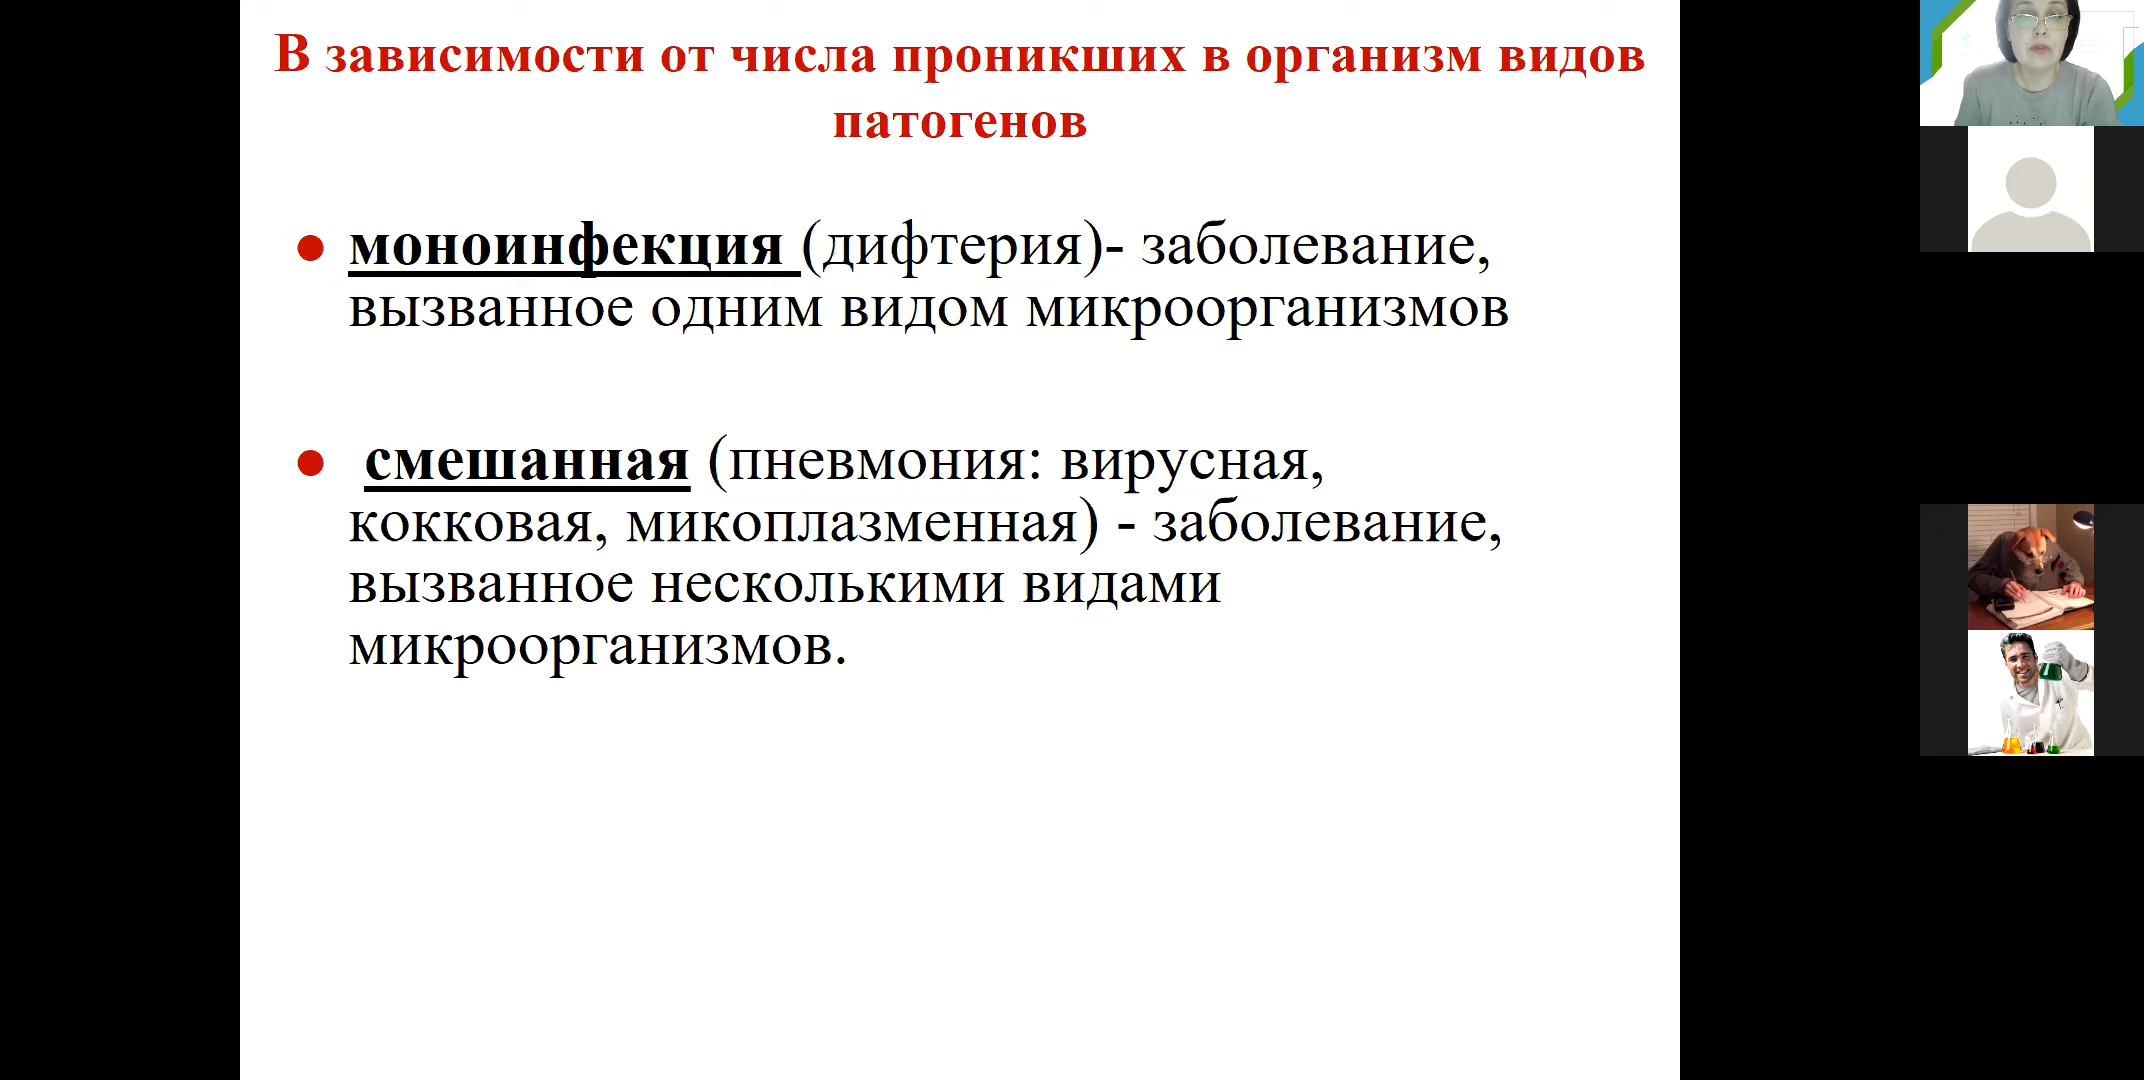 В зависимости от числа проникших в организм видов
патогенов
моноинфекция (дифтерия)- заболевание,
вызванное одним видом микроорганизмов
смешанная (пневмония: вирусная,
кокковая, микоплазменная) - заболевание,
вызванное несколькими видами
микроорганизмов.